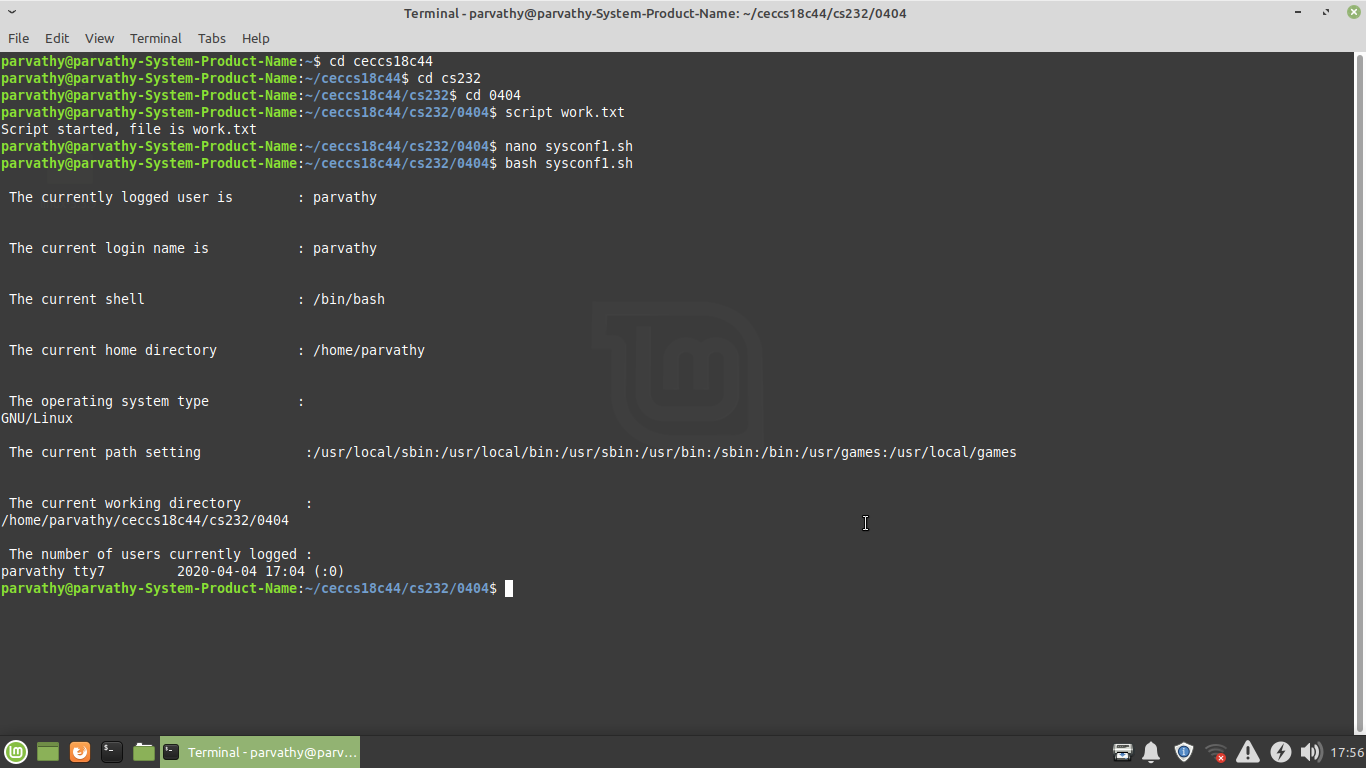 Terminal - parvathy@parvathy-System-Product-Name: ~/ceccs18c44/cs232/0404
File Edit View Terminal Tabs Help
parvathy@parvathy-System-Product-Name:~$ cd ceccs18c44
parvathy@parvathy-System-Product-Name:~/ceccs18c44$ cd cs232
parvathy@parvathy-System-Product-Name:~/ceccs18c44/cs232$ cd 0404
parvathy@parvathy-System-Product-Name:~/ceccs18c44/cs232/0404$ script work.txt
Script started, file is work.txt
parvathy@parvathy-System-Product-Name:~/ceccs18c44/cs232/0404$ nano sysconf1.sh
parvathy@parvathy-System-Product-Name:~/ceccs18c44/cs232/0404$ bash sysconf1.sh
The currently logged user is : parvathy
The current login name is : parvathy
The current shell : /bin/bash
The current home directory : /home/parvathy
The operating system type :
GNU/Linux
The current path setting :/usr/local/sbin:/usr/local/bin:/usr/sbin:/usr/bin:/sbin:/bin:/usr/games:/usr/local/games
The current working directory :
/home/parvathy/ceccs18c44/cs232/0404
The number of users currently logged :
parvathy tty7 2020-04-04 17:04 (:0)
parvathy@parvathy-System-Product-Name:~/ceccs18c44/cs232/0404$
Terminal - parvathy@parv... 17:56